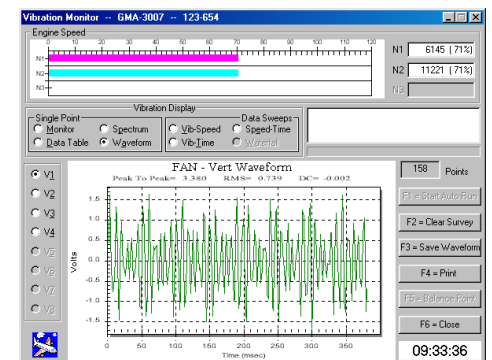 Vibration Monitor -- GMA-3007 -- 123-654
Engine Speed
0 10 20 30 40 50 60 70 80 90 100 110 120
N1-
N2-
N3-
N1 6145 (71%)
N2 11221 (71%)
N3
Vibration Display
Single Point
Data Sweeps
Monitor Spectrum Vib-Speed Speed-Time
Data Table Waveform Vib-Time Waterfall
V1
V2
V3
V4
V5
V6
V7
V8
FAN - Vert Waveform
Peak To Peak= 3.380 RMS= 0.739 DC= -0.002
Volts
1.5
1.0
0.5
0.0
-0.5
-1.0
-1.5
0 50 100 150 200 250 300 350
Time (msec)
158 Points
F1 = Start Auto Run
F2 = Clear Survey
F3 = Save Waveform
F4 = Print
F5 = Balance Point
F6 = Close
09:33:36